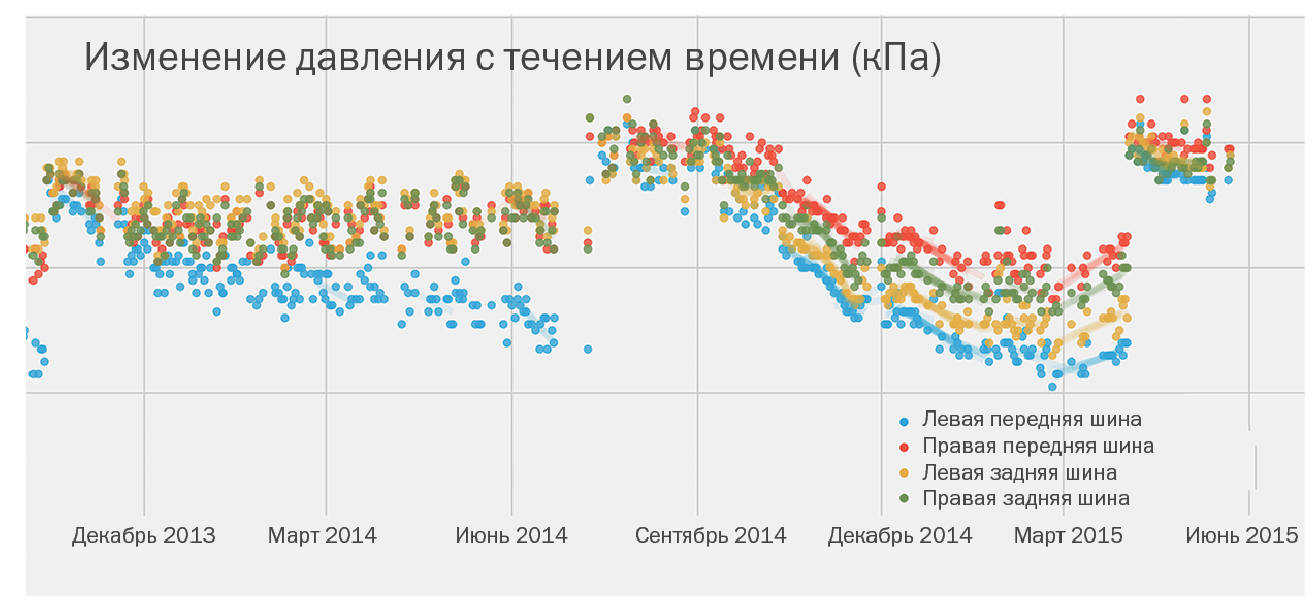 Изменение давления с течением времени (кПа)
Левая передняя шина
Правая передняя шина
Левая задняя шина
Правая задняя шина
Декабрь 2013 Март 2014 Июнь 2014 Сентябрь 2014 Декабрь 2014 Март 2015 Июнь 2015